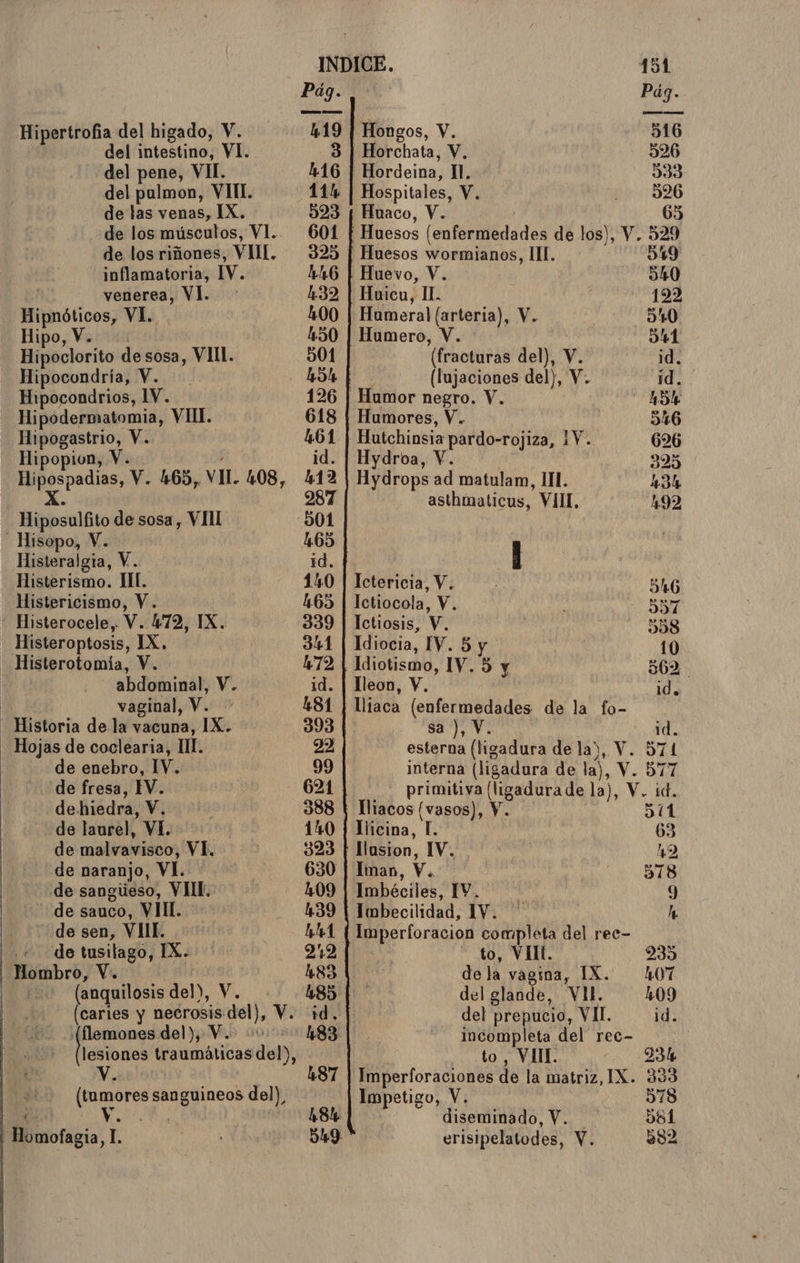 INDICE. 151
Pág.
Hipertrofia del higado, V. 419
del intestino, VI. 3
del pene, VII. 416
del pulmon, VIII. 114
de las venas, IX. 523
de los músculos, VI. 601
de los riñones, VIII. 325
inflamatoria, IV. 446
venerea, VI. 432
Hipnóticos, VI. 400
Hipo, V. 450
Hipoclorito de sosa, VIII. 501
Hipocondría, V. 454
Hipocondrios, IV. 126
Hipodermatomia, VIII. 618
Hipogastrio, V. 461
Hipopion, V. id.
Hipospadias, V. 465, VII. 408, 412
X. 287
Hiposulfito de sosa, VIII 501
Hisopo, V. 465
Histeralgia, V. id.
Histerismo. III. 140
Histericismo, V. 465
Histerocele, V. 472, IX. 339
Histeroptosis, IX. 341
Histerotomía, V. 472
abdominal, V. id.
vaginal, V. 481
Historia de la vacuna, IX. 393
Hojas de coclearia, III. 22
de enebro, IV. 99
de fresa, IV. 621
de hiedra, V. 388
de laurel, VI. 140
de malvavisco, VI. 323
de naranjo, VI. 630
de sangüeso, VIII. 409
de sauco, VIII. 439
de sen, VIII. 441
de tusilago, IX. 242
Hombro, V. 483
(anquilosis del), V. 485
(caries y necrosis del), V. id.
(flemones del), V. 483
(lesiones traumáticas del),
V. 487
(tumores sanguineos del),
V. 484
Homofagia, I. 549
Pág.
Hongos, V. 516
Horchata, V. 526
Hordeina, II. 533
Hospitales, V. 526
Huaco, V. 65
Huesos (enfermedades de los), V. 529
Huesos wormianos, III. 549
Huevo, V. 540
Huicu, II. 122
Humeral (arteria), V. 540
Humero, V. 541
(fracturas del), V. id.
(lujaciones del), V. id.
Humor negro. V. 454
Humores, V. 546
Hutchinsia pardo-rojiza, IV. 626
Hydroa, V. 325
Hydrops ad matulam, III. 434
asthmaticus, VIII. 492
I
Ictericia, V. 546
Ictiocola, V. 557
Ictiosis, V. 558
Idiocia, IV. 5 y 10
Idiotismo, IV. 5 y 562
Ileon, V. id.
Iliaca (enfermedades de la fo-
sa ), V. id.
esterna (ligadura de la), V. 571
interna (ligadura de la), V. 577
primitiva (ligadura de la), V. id.
Iliacos (vasos), V. 511
Ilicina, I. 63
Ilusion, IV. 42
Iman, V. 578
Imbéciles, IV. 9
Imbecilidad, IV. 4
Imperforacion completa del rec-
to, VIII. 235
de la vagina, IX. 407
del glande, VII. 409
del prepucio, VII. id.
incompleta del rec-
to, VIII. 234
Imperforaciones de la matriz, IX. 333
Impetigo, V. 578
diseminado, V. 581
erisipelatodes, V. 582